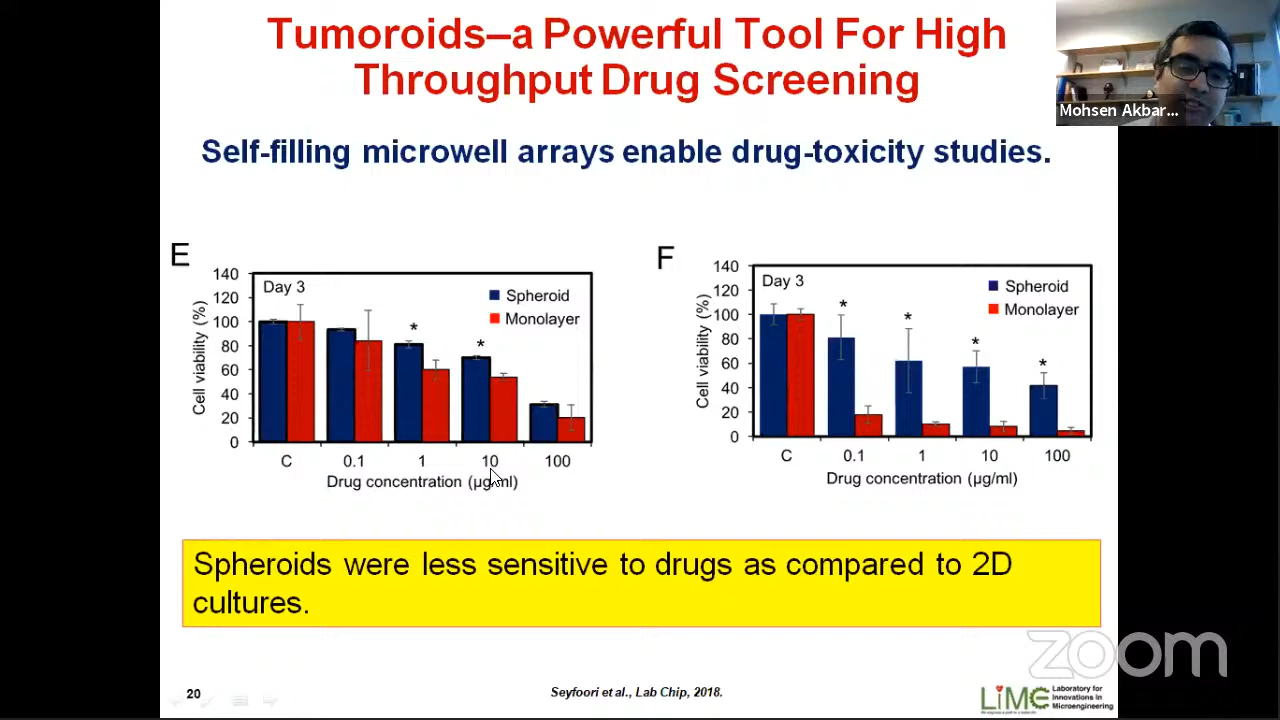 Tumoroids–a Powerful Tool For High
Throughput Drug Screening
Mohsen Akbar...
Self-filling microwell arrays enable drug-toxicity studies.
E
140
120
100
80
60
40
20
0
Cell viability (%)
Day 3
Spheroid
Monolayer
*
*
C 0.1 1 10 100
Drug concentration (µg/ml)
F
140
120
100
80
60
40
20
0
Cell viability (%)
Day 3
Spheroid
Monolayer
*
*
*
*
C 0.1 1 10 100
Drug concentration (µg/ml)
Spheroids were less sensitive to drugs as compared to 2D
cultures.
zoom
20
Seyfoori et al., Lab Chip, 2018.
LiME
Laboratory for
Innovations in
Microengineering